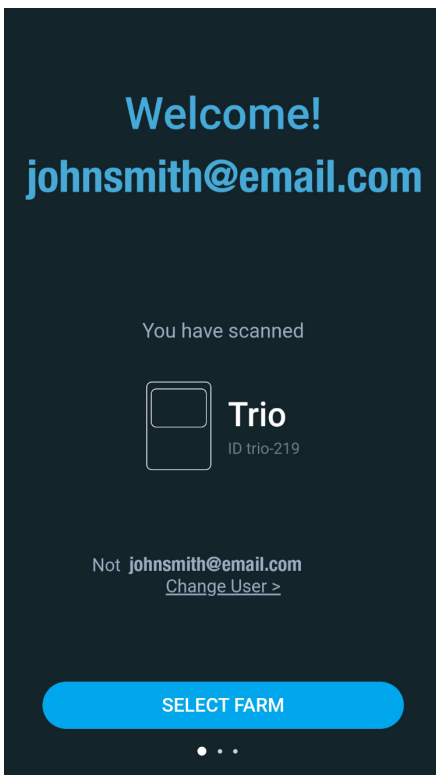 Welcome!
johnsmith@email.com
You have scanned
Trio
ID trio-219
Not johnsmith@email.com
Change User >
SELECT FARM